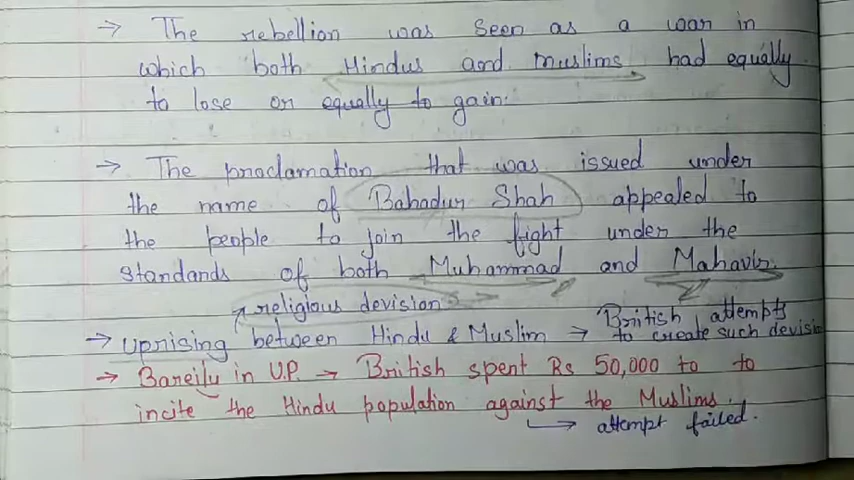 → The rebellion was seen as a war in
which both Hindus and muslims had equally
to lose or equally to gain.
→ The proclamation that was issued under
the name of Bahadur Shah appealed to
the people to join the fight under the
standards of both Muhammad and Mahavir.
religious devisions
→ uprising between Hindu & Muslim → British attempts
to create such devisio
→ Bareily in U.P. → British spent Rs 50,000 to to
incite the Hindu population against the Muslims.
→ attempt failed.